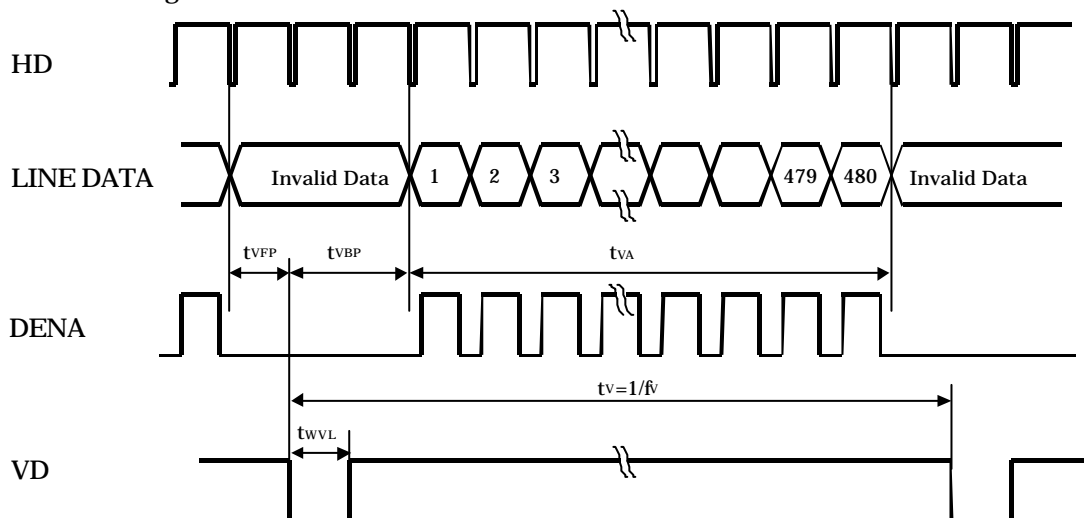 HD
LINE DATA
Invalid Data 1 2 3 479 480 Invalid Data
tVFP tVBP tVA
DENA
tV=1/fV
tWVL
VD